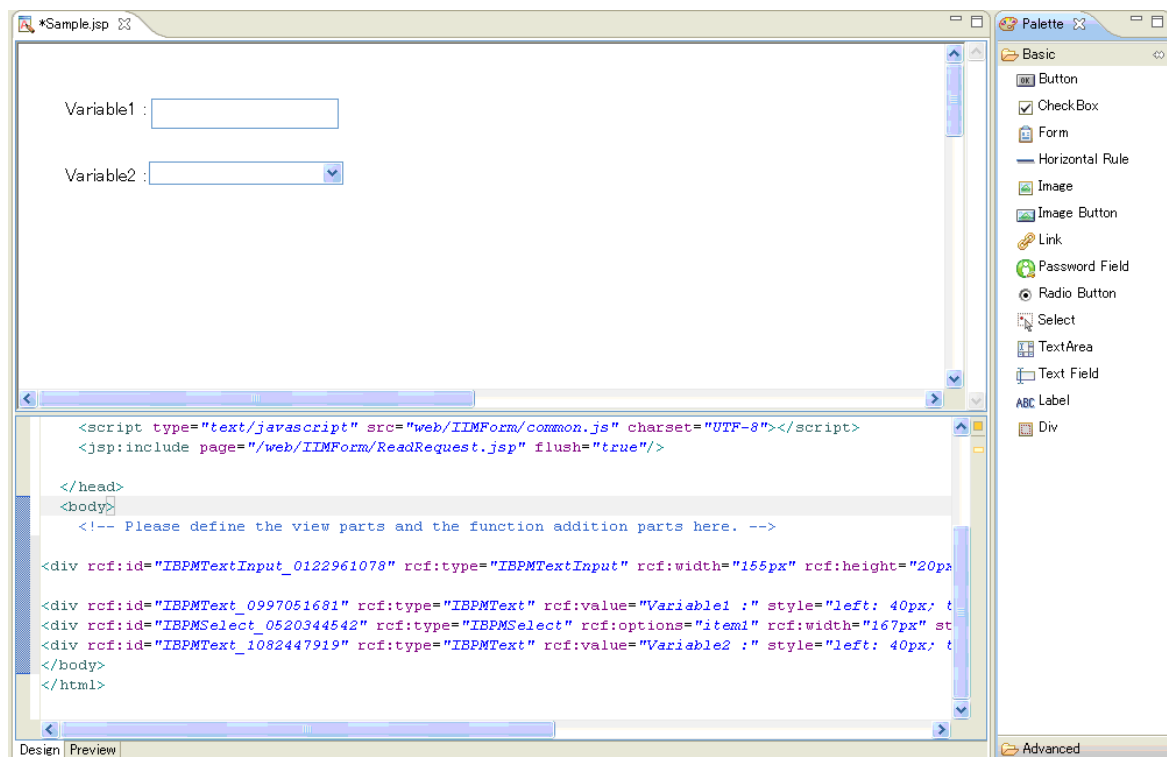 *Sample.jsp
Variable1 :
Variable2 :
<script type="text/javascript" src="web/IIMForm/common.js" charset="UTF-8"></script>
<jsp:include page="/web/IIMForm/ReadRequest.jsp" flush="true"/>
</head>
<body>
<!-- Please define the view parts and the function addition parts here. -->
<div rcf:id="IBPMTextInput_0122961078" rcf:type="IBPMTextInput" rcf:width="155px" rcf:height="20px
<div rcf:id="IBPMText_0997051681" rcf:type="IBPMText" rcf:value="Variable1 :" style="left: 40px; t
<div rcf:id="IBPMSelect_0520344542" rcf:type="IBPMSelect" rcf:options="item1" rcf:width="167px" st
<div rcf:id="IBPMText_1082447919" rcf:type="IBPMText" rcf:value="Variable2 :" style="left: 40px; t
</body>
</html>
Design Preview
Palette
Basic
OK Button
CheckBox
Form
Horizontal Rule
Image
Image Button
Link
Password Field
Radio Button
Select
TextArea
Text Field
ABC Label
Div
Advanced